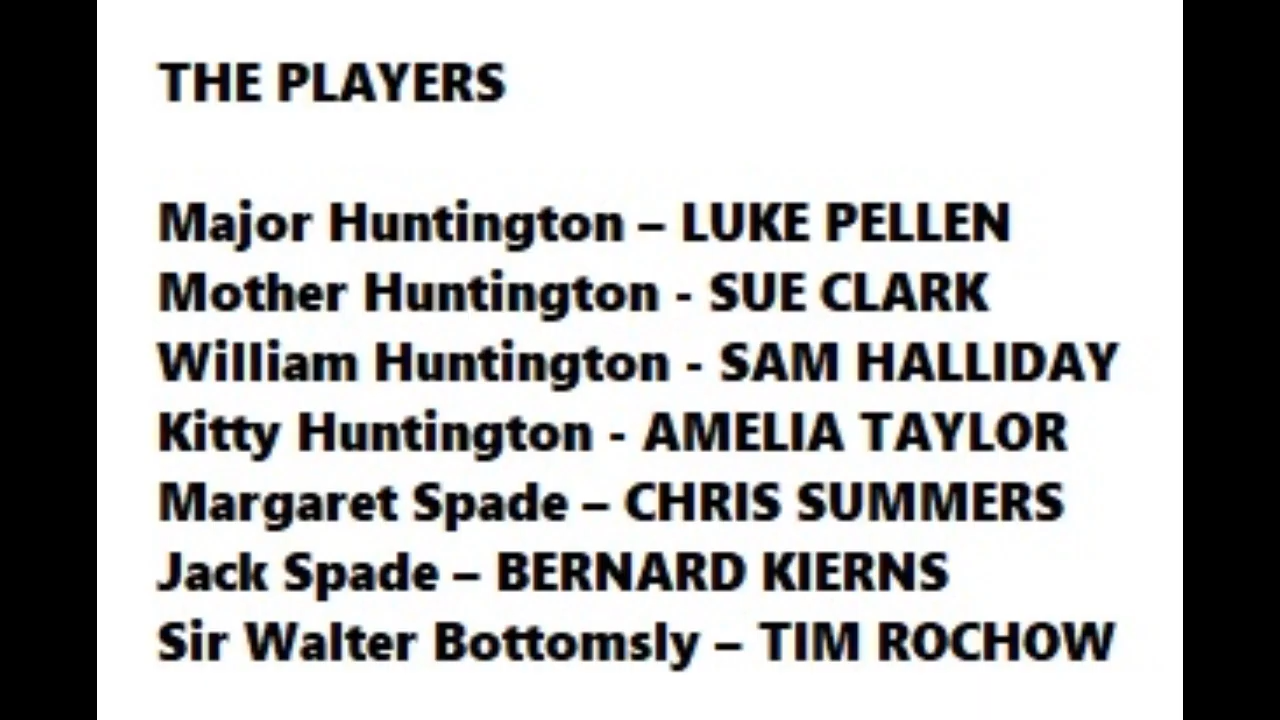 THE PLAYERS
Major Huntington – LUKE PELLEN
Mother Huntington - SUE CLARK
William Huntington - SAM HALLIDAY
Kitty Huntington - AMELIA TAYLOR
Margaret Spade – CHRIS SUMMERS
Jack Spade – BERNARD KIERNS
Sir Walter Bottomsly – TIM ROCHOW